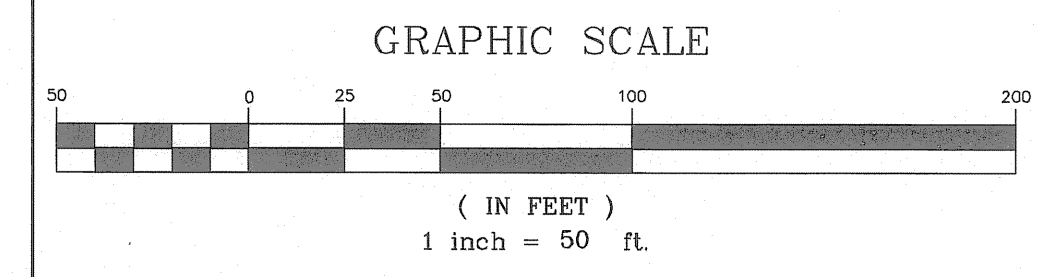 GRAPHIC SCALE
50 0 25 50 100 200
( IN FEET )
1 inch = 50 ft.